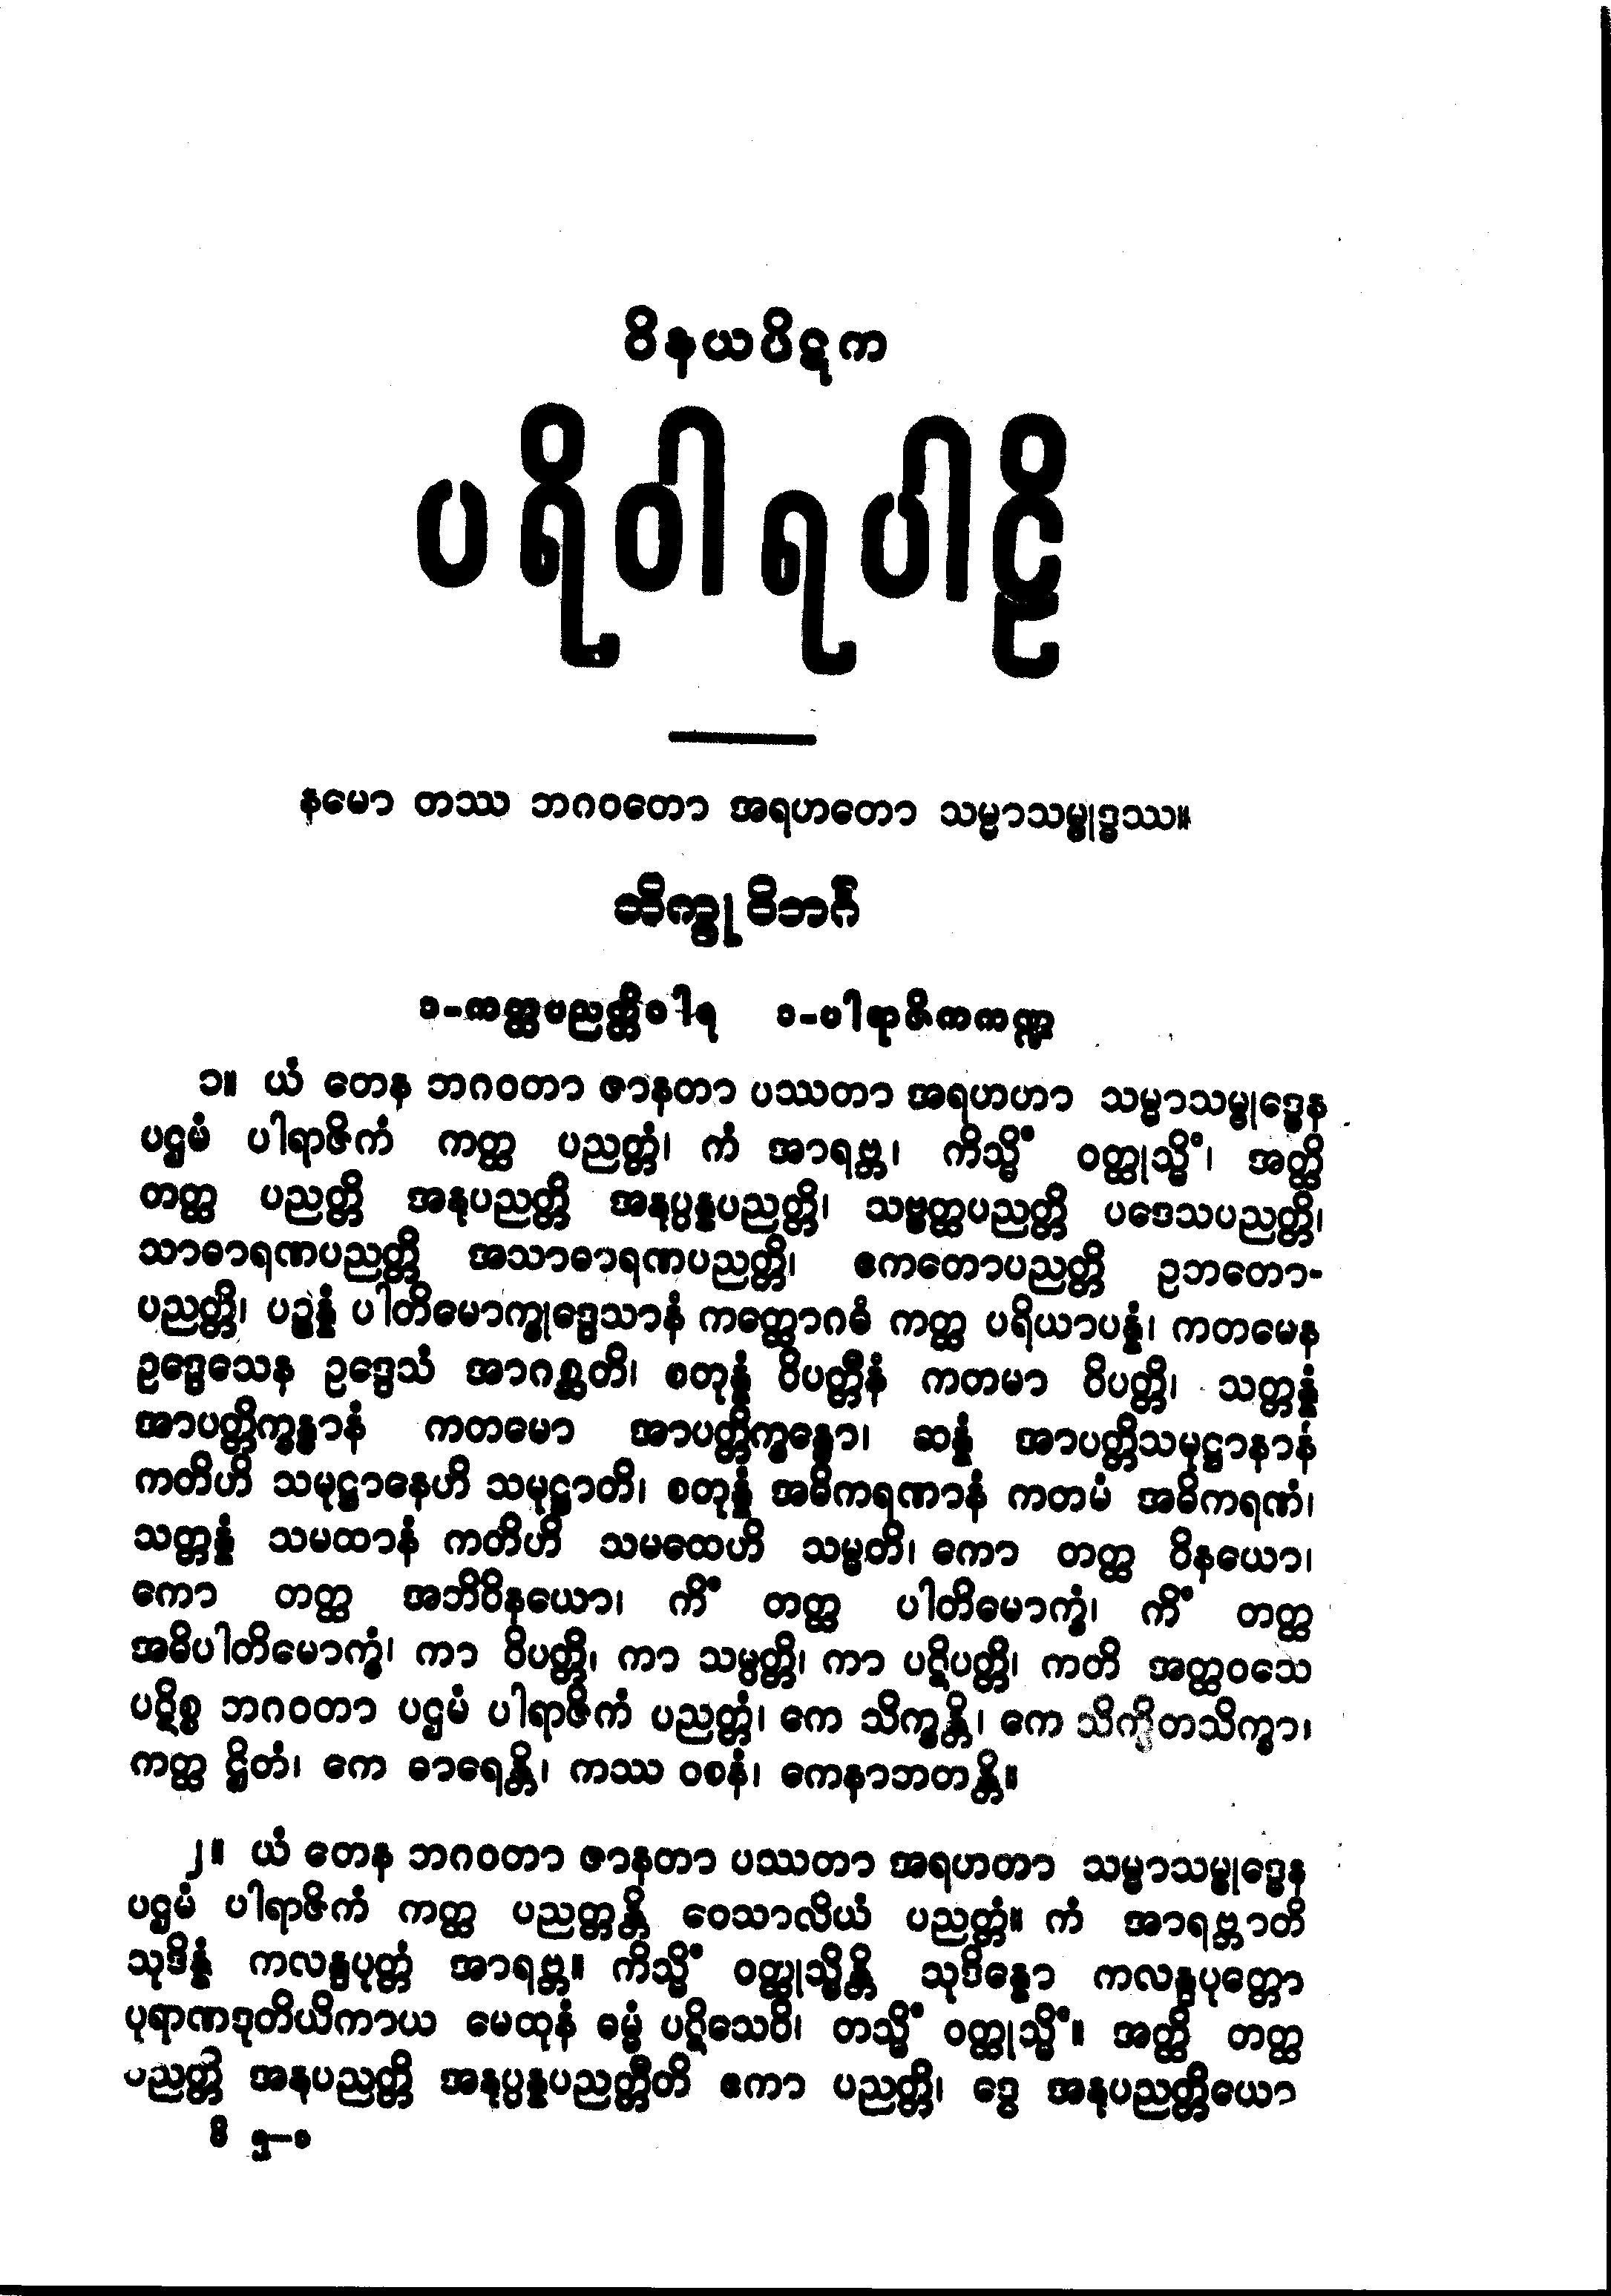 ဝိနယပိဋက
ပရိဝါရပါဠိ
နမော တဿ ဘဂဝတော အရဟတော သမ္မာသမ္ဗုဒ္ဓဿ။
ဘိက္ခုဝိဘင်္ဂ
၁-ကတ္ထပညတ္တိဝါရ ၁-ပါရာဇိကကဏ္ဍ
၁။ ယံ တေန ဘဂဝတာ ဇာနတာ ပဿတာ အရဟဟာ သမ္မာသမ္ဗုဒ္ဓေန
ပဌမံ ပါရာဇိကံ ကတ္ထ ပညတ္တံ၊ ကံ အာရဗ္ဘ၊ ကိသ္မိံ ဝတ္ထုသ္မိံ၊ အတ္ထိ
တတ္ထ ပညတ္တိ အနုပညတ္တိ အနုပ္ပန္နပညတ္တိ၊ သဗ္ဗတ္ထပညတ္တိ ပဒေသပညတ္တိ၊
သာဓာရဏပညတ္တိ အသာဓာရဏပညတ္တိ၊ ဧကတောပညတ္တိ ဥဘတော-
ပညတ္တိ၊ ပဉ္စန္နံ ပါတိမောက္ခုဒ္ဒေသာနံ ကတ္ထောဂဓံ ကတ္ထ ပရိယာပန္နံ၊ ကတမေန
ဥဒ္ဒေသေန ဥဒ္ဒေသံ အာဂစ္ဆတိ၊ စတုန္နံ ဝိပတ္တီနံ ကတမာ ဝိပတ္တိ၊ သတ္တန္နံ
အာပတ္တိက္ခန္ဓာနံ ကတမော အာပတ္တိက္ခန္ဓော၊ ဆန္နံ အာပတ္တိသမုဋ္ဌာနာနံ
ကတိဟိ သမုဋ္ဌာနေဟိ သမုဋ္ဌာတိ၊ စတုန္နံ အဓိကရဏာနံ ကတမံ အဓိကရဏံ၊
သတ္တန္နံ သမထာနံ ကတိဟိ သမထေဟိ သမ္မတိ၊ ကော တတ္ထ ဝိနယော၊
ကော တတ္ထ အဘိဝိနယော၊ ကိံ တတ္ထ ပါတိမောက္ခံ၊ ကိံ တတ္ထ
အဓိပါတိမောက္ခံ၊ ကာ ဝိပတ္တိ၊ ကာ သမ္ပတ္တိ၊ ကာ ပဋိပတ္တိ၊ ကတိ အတ္ထဝသေ
ပဋိစ္စ ဘဂဝတာ ပဌမံ ပါရာဇိကံ ပညတ္တံ၊ ကေ သိက္ခန္တိ၊ ကေ သိက္ခိတသိက္ခာ၊
ကတ္ထ ဋ္ဌိတံ၊ ကေ ဓာရေန္တိ၊ ကဿ ဝစနံ၊ ကေနာဘတန္တိ။
၂။ ယံ တေန ဘဂဝတာ ဇာနတာ ပဿတာ အရဟတာ သမ္မာသမ္ဗုဒ္ဓေန
ပဌမံ ပါရာဇိကံ ကတ္ထ ပညတ္တန္တိ ဝေသာလိယံ ပညတ္တံ။ ကံ အာရဗ္ဘာတိ
သုဒိန္နံ ကလန္ဒပုတ္တံ အာရဗ္ဘ။ ကိသ္မိံ ဝတ္ထုသ္မိန္တိ သုဒိန္နော ကလန္ဒပုတ္တော
ပုရာဏဒုတိယိကာယ မေထုနံ ဓမ္မံ ပဋိသေဝိ၊ တသ္မိံ ဝတ္ထုသ္မိံ။ အတ္ထိ တတ္ထ
ပညတ္တိ အနုပညတ္တိ အနုပ္ပန္နပညတ္တီတိ ဧကာ ပညတ္တိ၊ ဒွေ အနုပညတ္တိယော
ဝိ ၅-၁